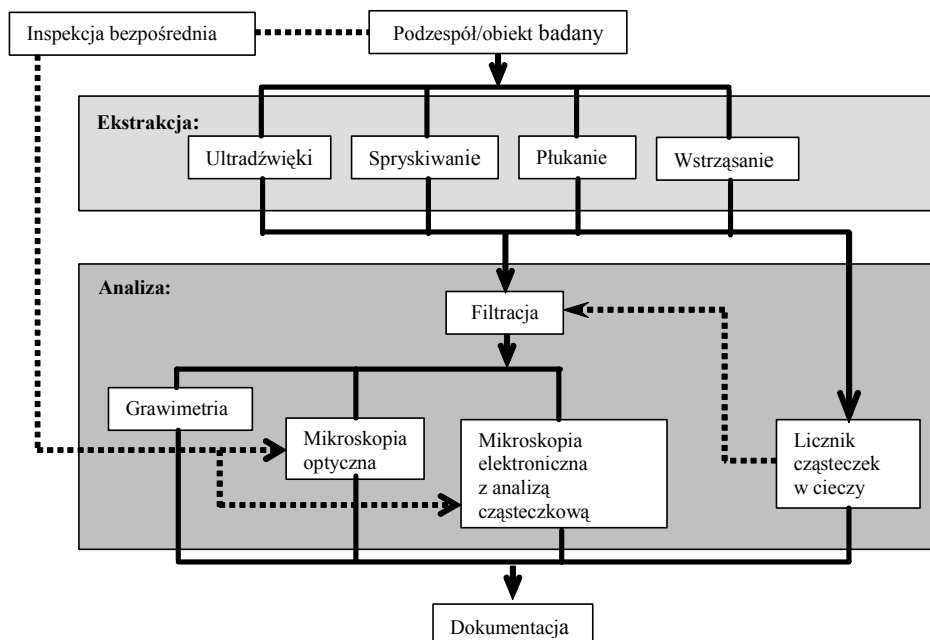 Inspekcja bezpośrednia
Podzespół/obiekt badany
Ekstrakcja:
Ultradźwięki
Spryskiwanie
Płukanie
Wstrząsanie
Analiza:
Filtracja
Grawimetria
Mikroskopia
optyczna
Mikroskopia
elektroniczna
z analizą
cząsteczkową
Licznik
cząsteczek
w cieczy
Dokumentacja